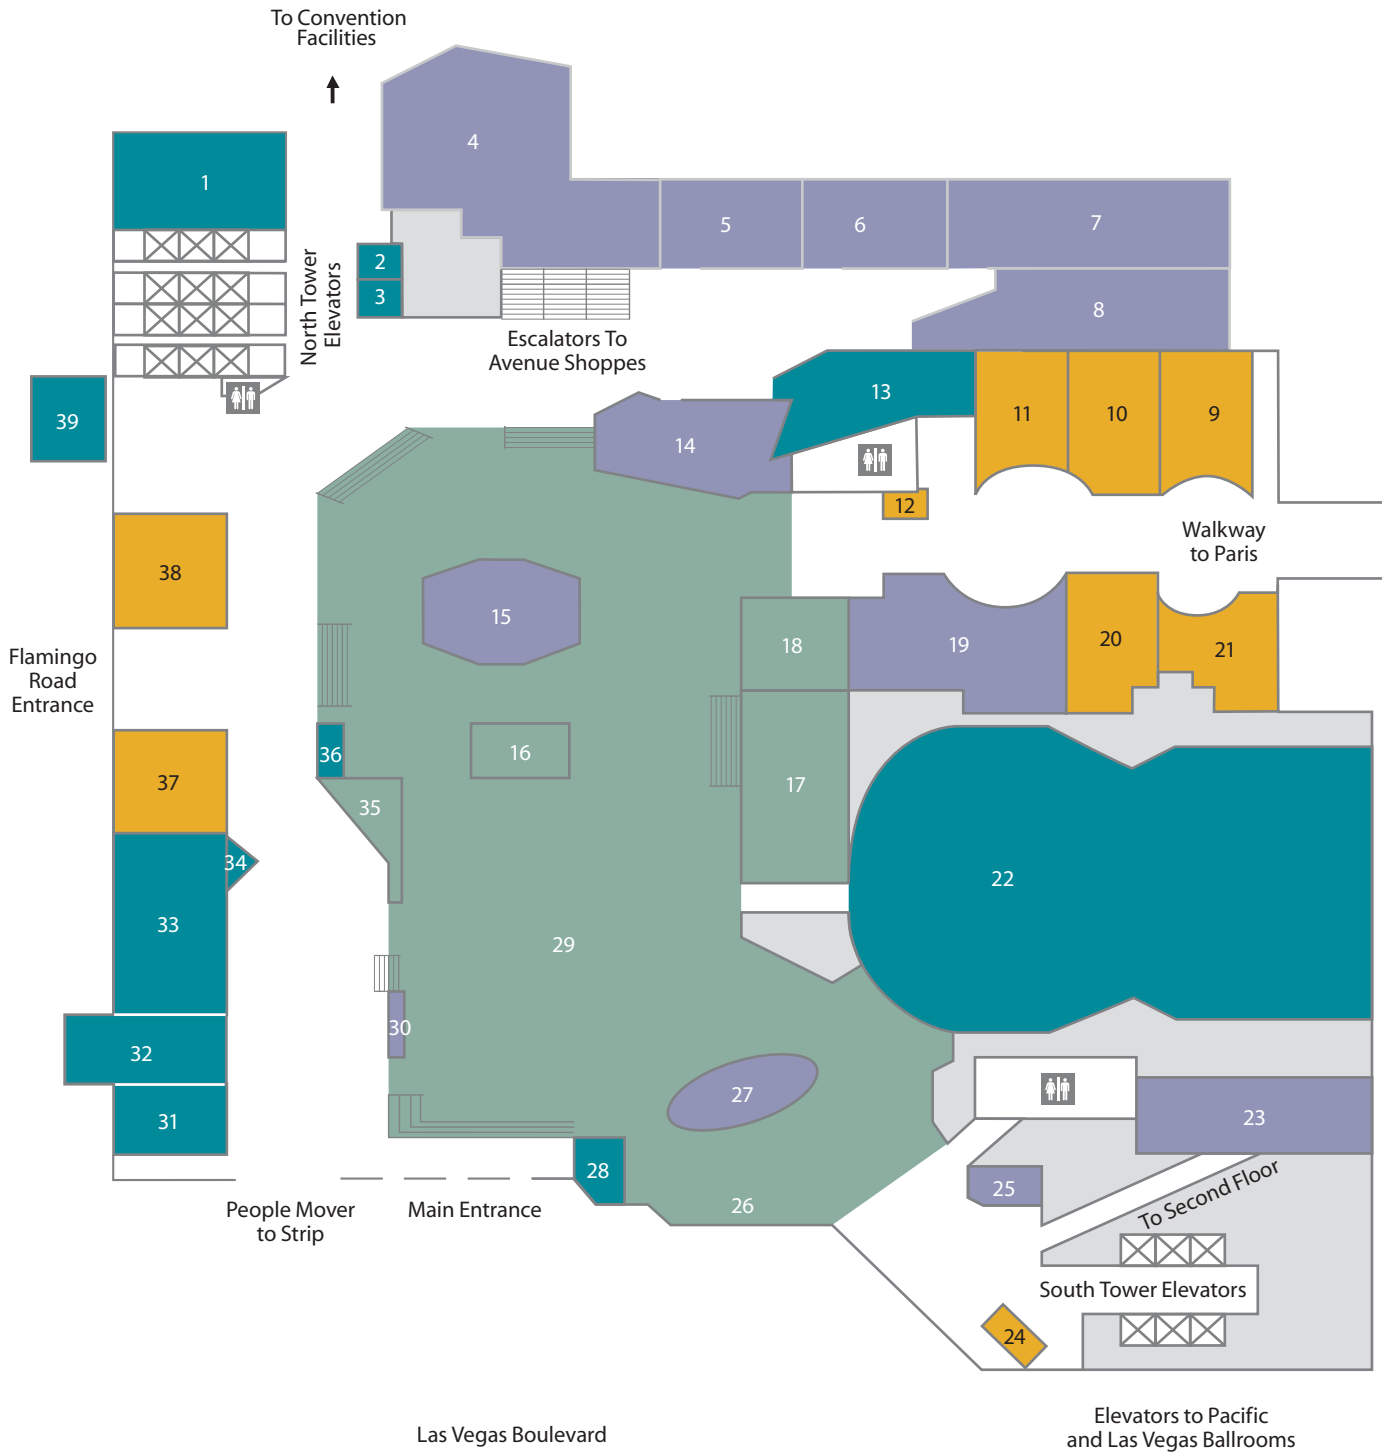 To Convention
Facilities
4
1
5
6
7
2
3
North Tower
Elevators
8
Escalators To
Avenue Shoppes
39
13
11
10
9
14
12
Walkway
to Paris
38
15
18
19
20
21
Flamingo
Road
Entrance
36
16
37
35
17
34
22
33
29
30
32
27
31
23
28
25
To Second Floor
26
People Mover
to Strip
Main Entrance
South Tower Elevators
24
Elevators to Pacific
and Las Vegas Ballrooms
Las Vegas Boulevard